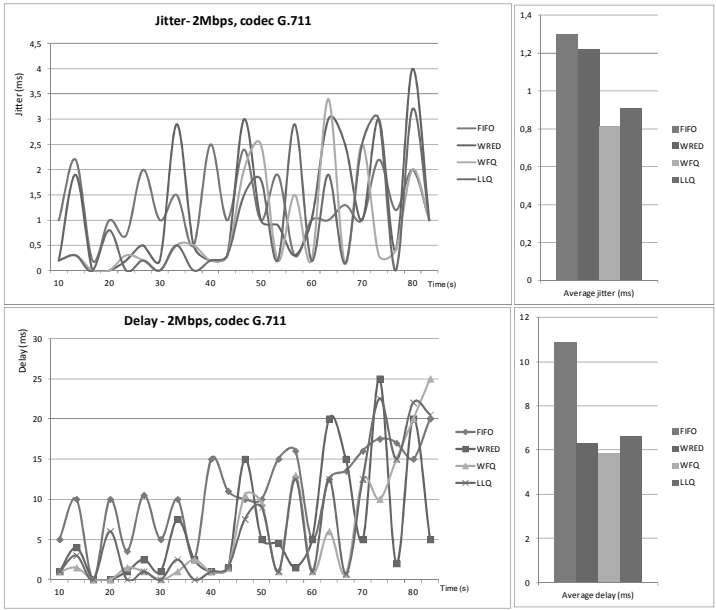 Jitter- 2Mbps, codec G.711
Jitter (ms)
4,5
4
3,5
3
2,5
2
1,5
1
0,5
0
10 20 30 40 50 60 70 80 Time (s)
FIFO
WRED
WFQ
LLQ
1,4
1,2
1
0,8
0,6
0,4
0,2
0
Average jitter (ms)
FIFO
WRED
WFQ
LLQ
Delay - 2Mbps, codec G.711
Delay (ms)
30
25
20
15
10
5
0
10 20 30 40 50 60 70 80 Time (s)
FIFO
WRED
WFQ
LLQ
12
10
8
6
4
2
0
Average delay (ms)
FIFO
WRED
WFQ
LLQ